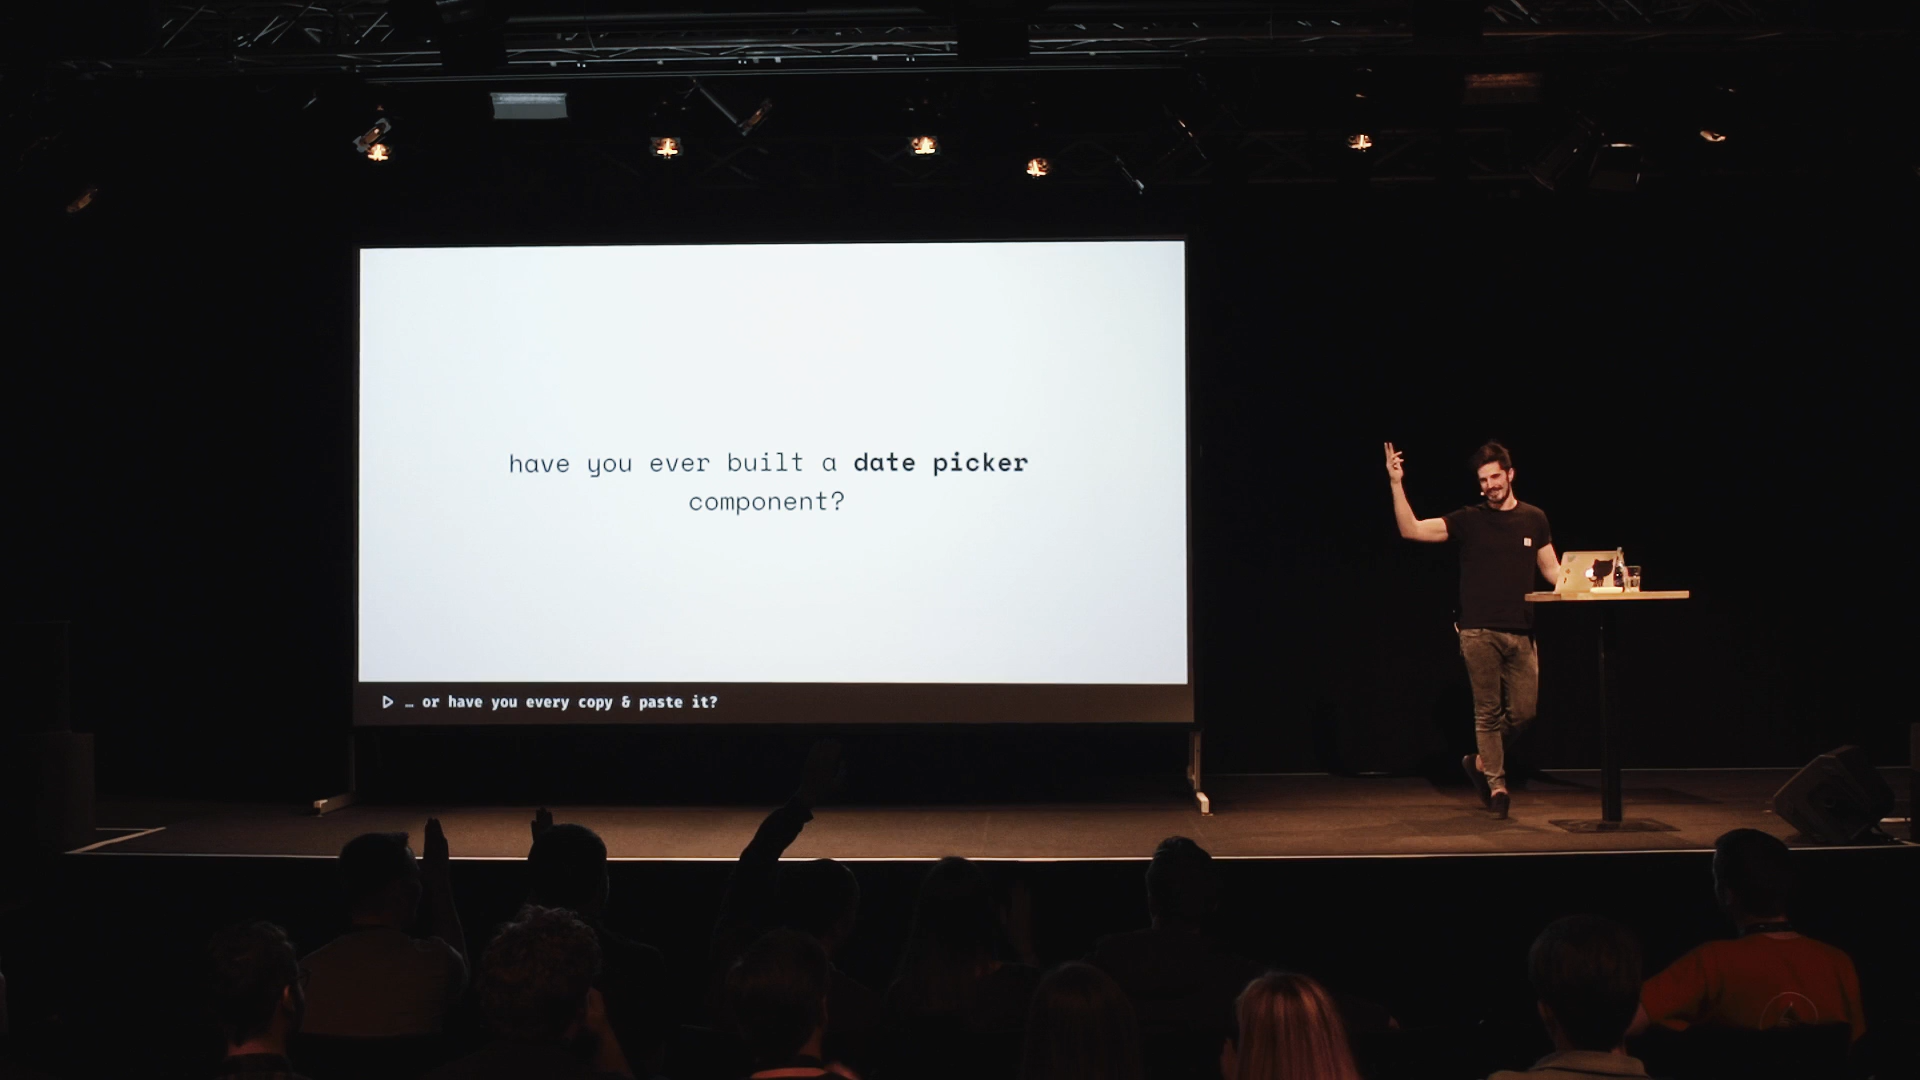 have you ever built a date picker
component?
▷ … or have you every copy & paste it?